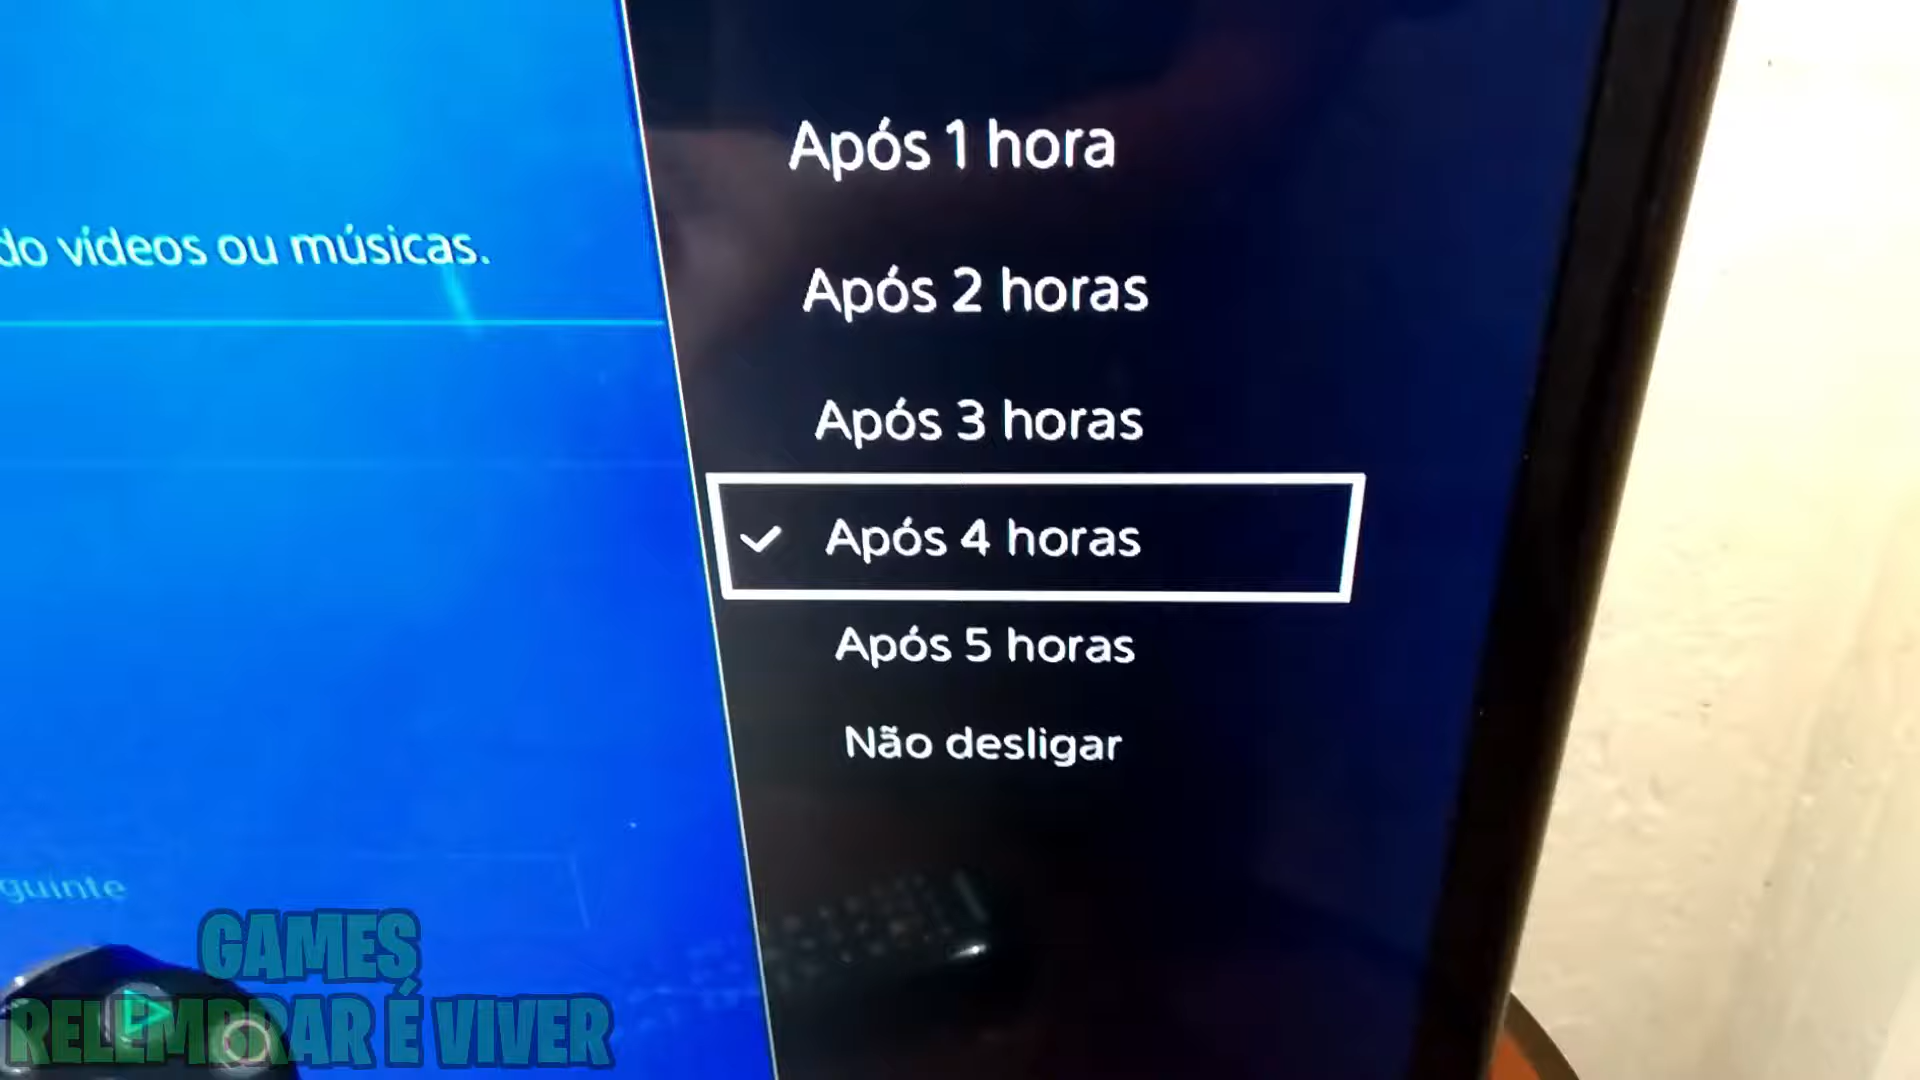 Após 1 hora
do vídeos ou músicas.
Após 2 horas
Após 3 horas
Após 4 horas
Após 5 horas
Não desligar
guinte
GAMES
RELEMBRAR É VIVER